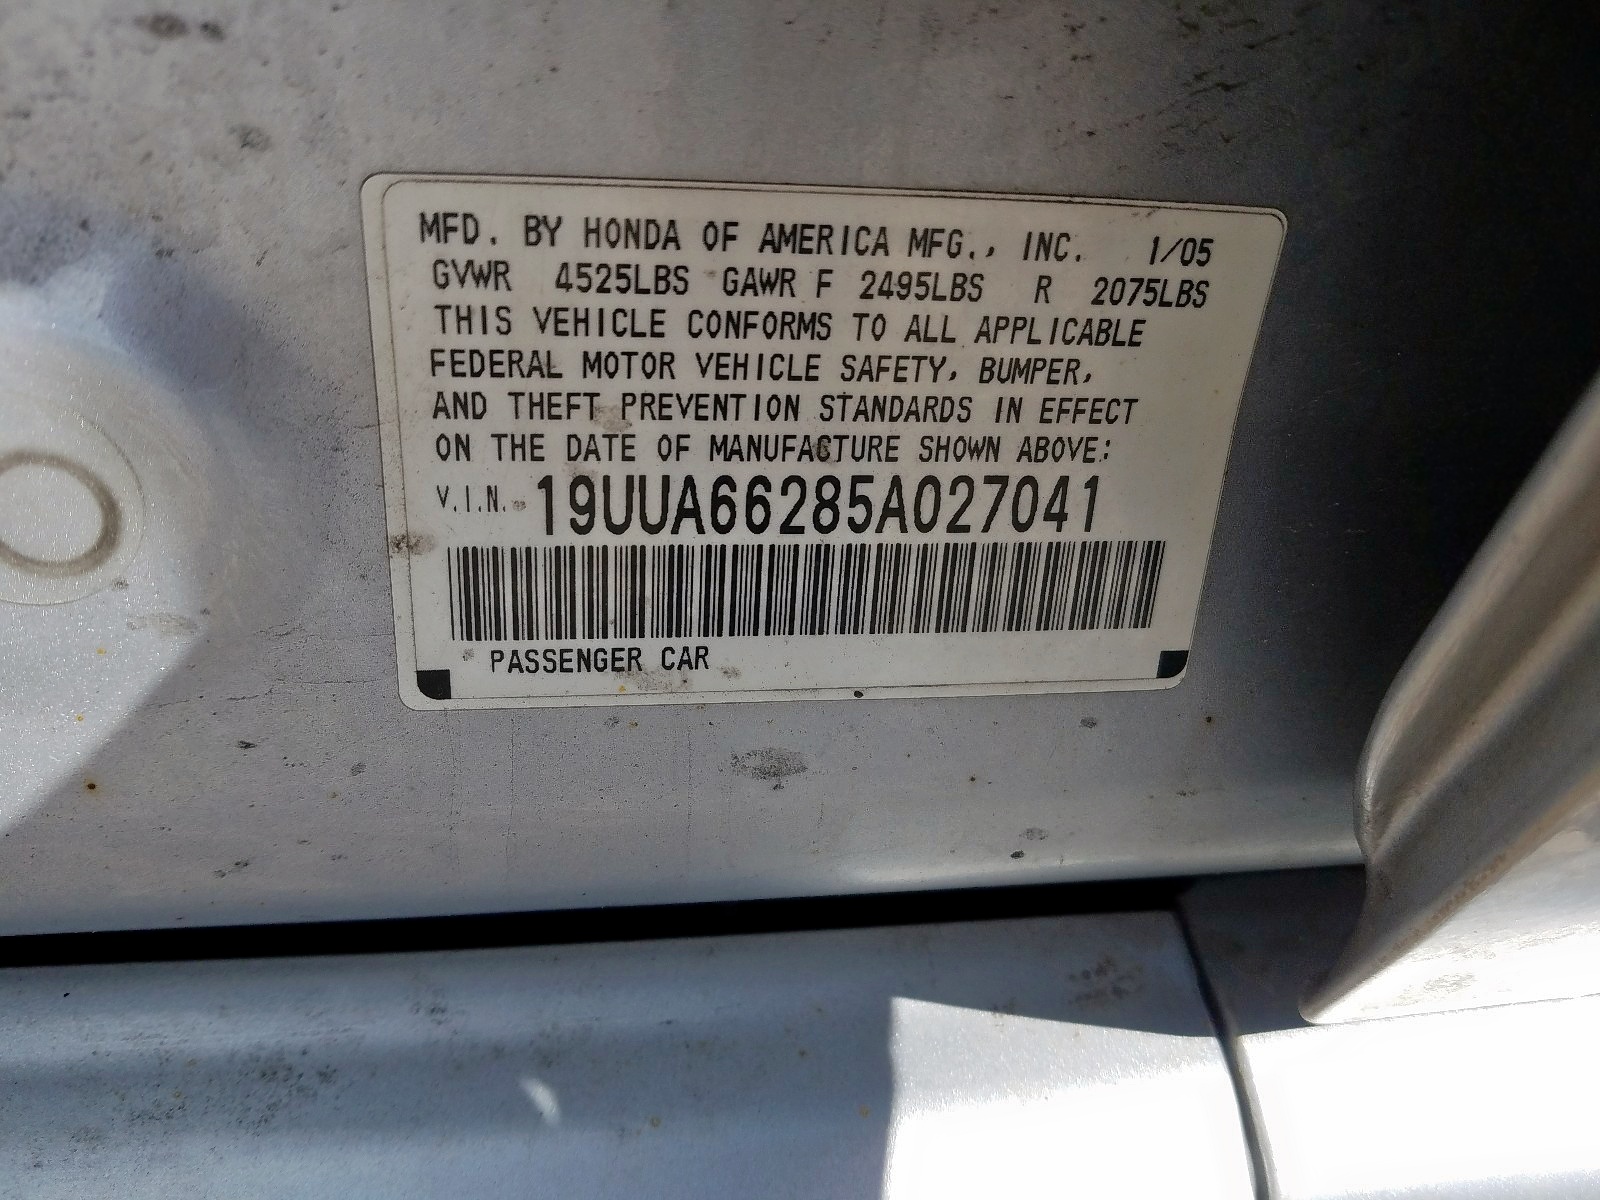 MFD. BY HONDA OF AMERICA MFG., INC. 1/05
GVWR 4525LBS GAWR F 2495LBS R 2075LBS
THIS VEHICLE CONFORMS TO ALL APPLICABLE
FEDERAL MOTOR VEHICLE SAFETY, BUMPER,
AND THEFT PREVENTION STANDARDS IN EFFECT
ON THE DATE OF MANUFACTURE SHOWN ABOVE:
V.I.N. 19UUA66285A027041
PASSENGER CAR